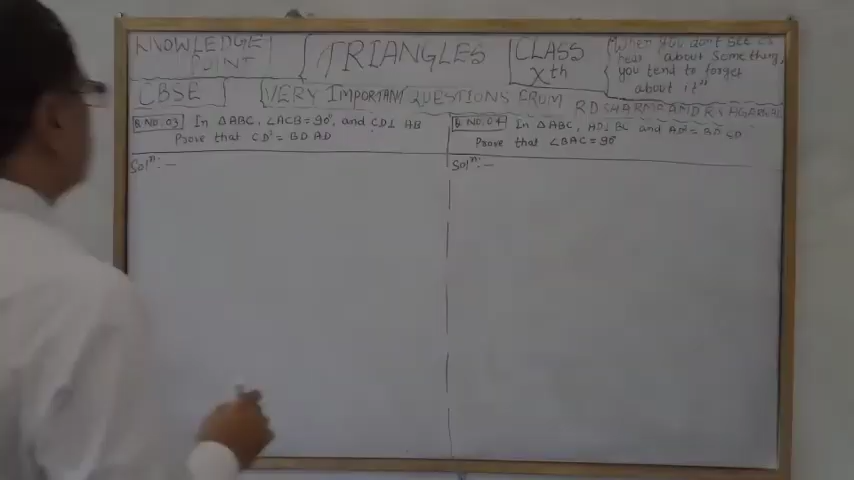 KNOWLEDGE
POINT
TRIANGLES
CLASS
Xth
"When you don't see or
hear about something,
you tend to forget
about it"
CBSE
VERY IMPORTANT QUESTIONS FROM RD SHARMA AND RS AGARWAL
Q NO. 03 In ΔABC, ∠ACB = 90°, and CD⊥ AB
Prove that CD² = BD AD
Solⁿ:-
Q NO. 04 In ΔABC, AD⊥ BC and AD² = BD CD
Prove that ∠BAC = 90°
Solⁿ:-